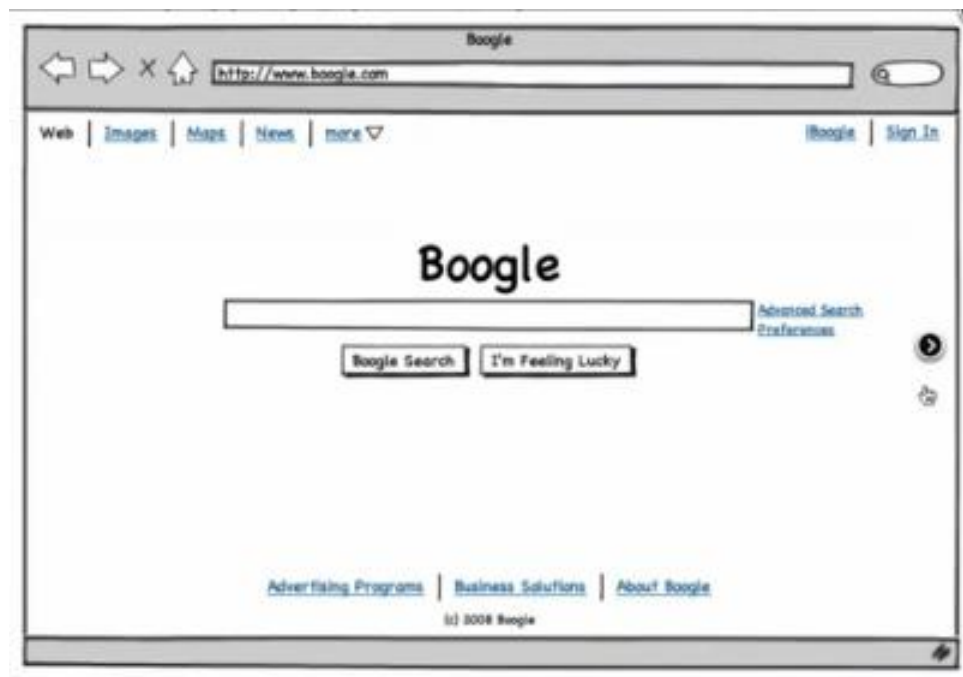 Boogle
http://www.boogle.com
Web Images Maps News more iBoogle Sign In
Boogle
Advanced Search
Preferences
Boogle Search I'm Feeling Lucky
Advertising Programs Business Solutions About Boogle
(c) 2008 Boogle